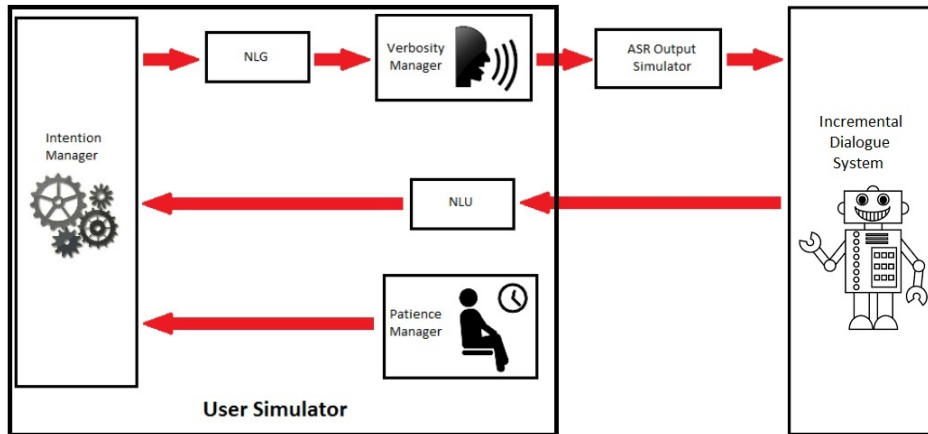 NLG
Verbosity
Manager
ASR Output
Simulator
Intention
Manager
Incremental
Dialogue
System
NLU
Patience
Manager
User Simulator